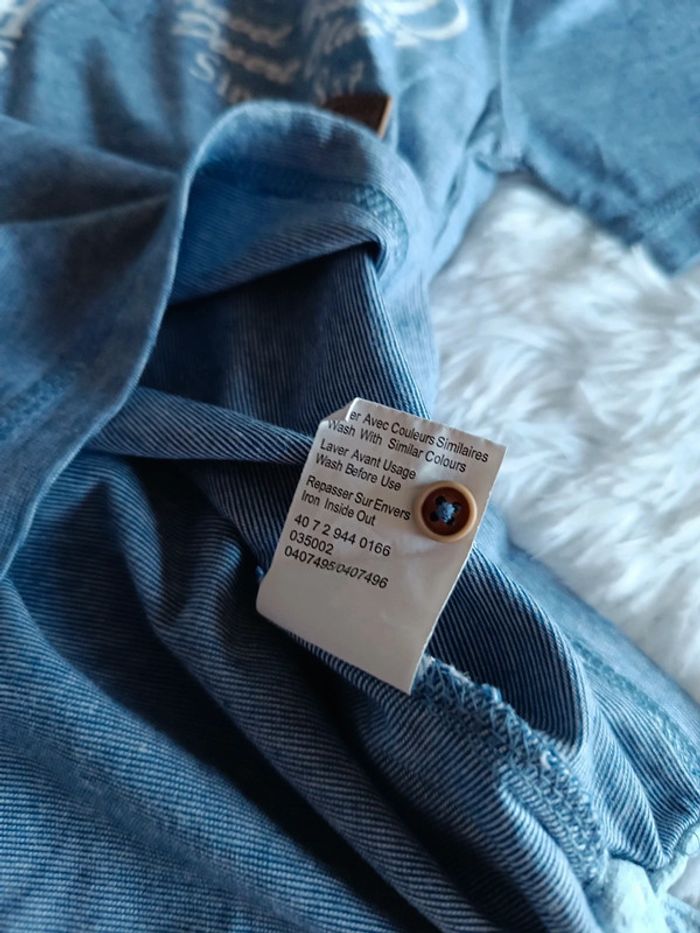 er Avec Couleurs Similaires
Wash With Similar Colours
Laver Avant Usage
Wash Before Use
Repasser Sur Envers
Iron Inside Out
40 7 2 944 0166
035002
0407495/0407496